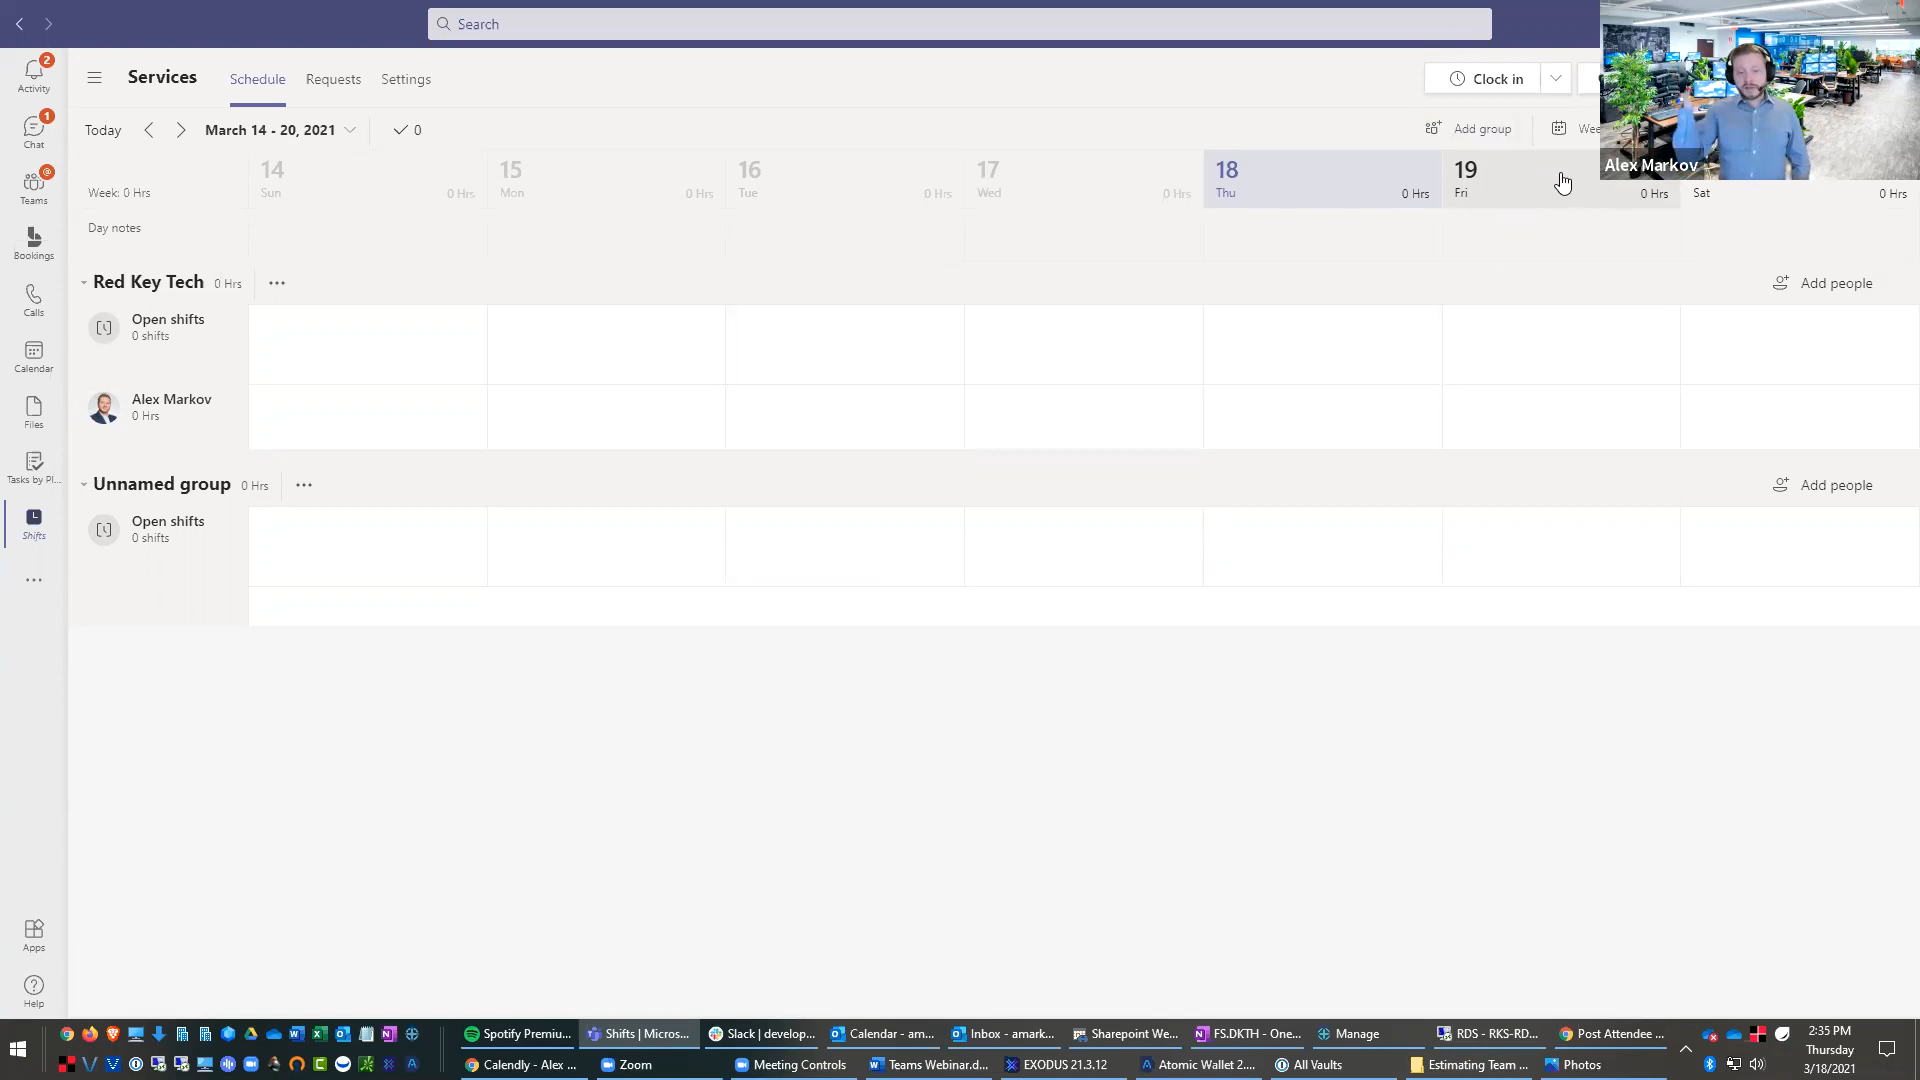 Search
2
Activity
1
Chat
@
Teams
Bookings
Calls
Calendar
Files
Tasks by Pl...
Shifts
Apps
Help
Services
Schedule
Requests
Settings
Clock in
Today
March 14 - 20, 2021
0
Add group
Alex Markov
Week: 0 Hrs
14
Sun
0 Hrs
15
Mon
0 Hrs
16
Tue
0 Hrs
17
Wed
0 Hrs
18
Thu
0 Hrs
19
Fri
0 Hrs
Sat
0 Hrs
Day notes
Red Key Tech 0 Hrs
Add people
Open shifts
0 shifts
Alex Markov
0 Hrs
Unnamed group 0 Hrs
Add people
Open shifts
0 shifts
Spotify Premiu...
Shifts | Micros...
Slack | develop...
Calendar - am...
Inbox - amark...
Sharepoint We...
FS.DKTH - One...
Manage
RDS - RKS-RD...
Post Attendee ...
2:35 PM
Calendly - Alex ...
Zoom
Meeting Controls
Teams Webinar.d...
EXODUS 21.3.12
Atomic Wallet 2....
All Vaults
Estimating Team ...
Photos
Thursday
3/18/2021